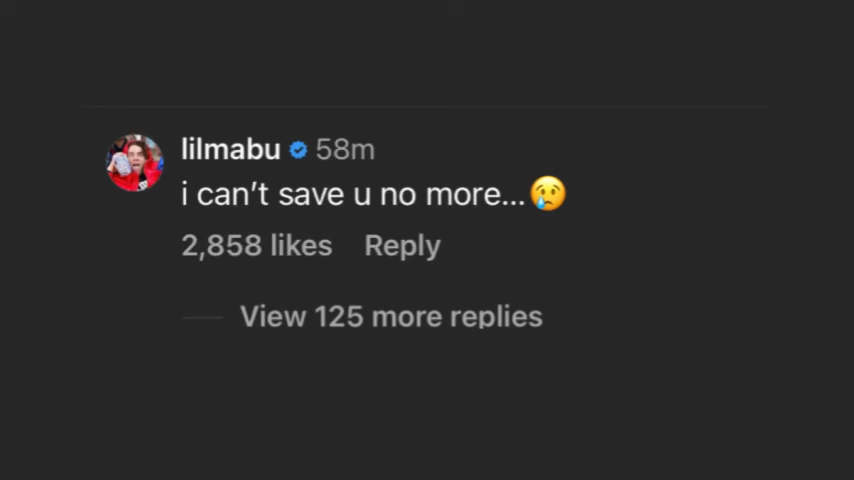 lilmabu 58m
i can't save u no more...😢
2,858 likes Reply
View 125 more replies